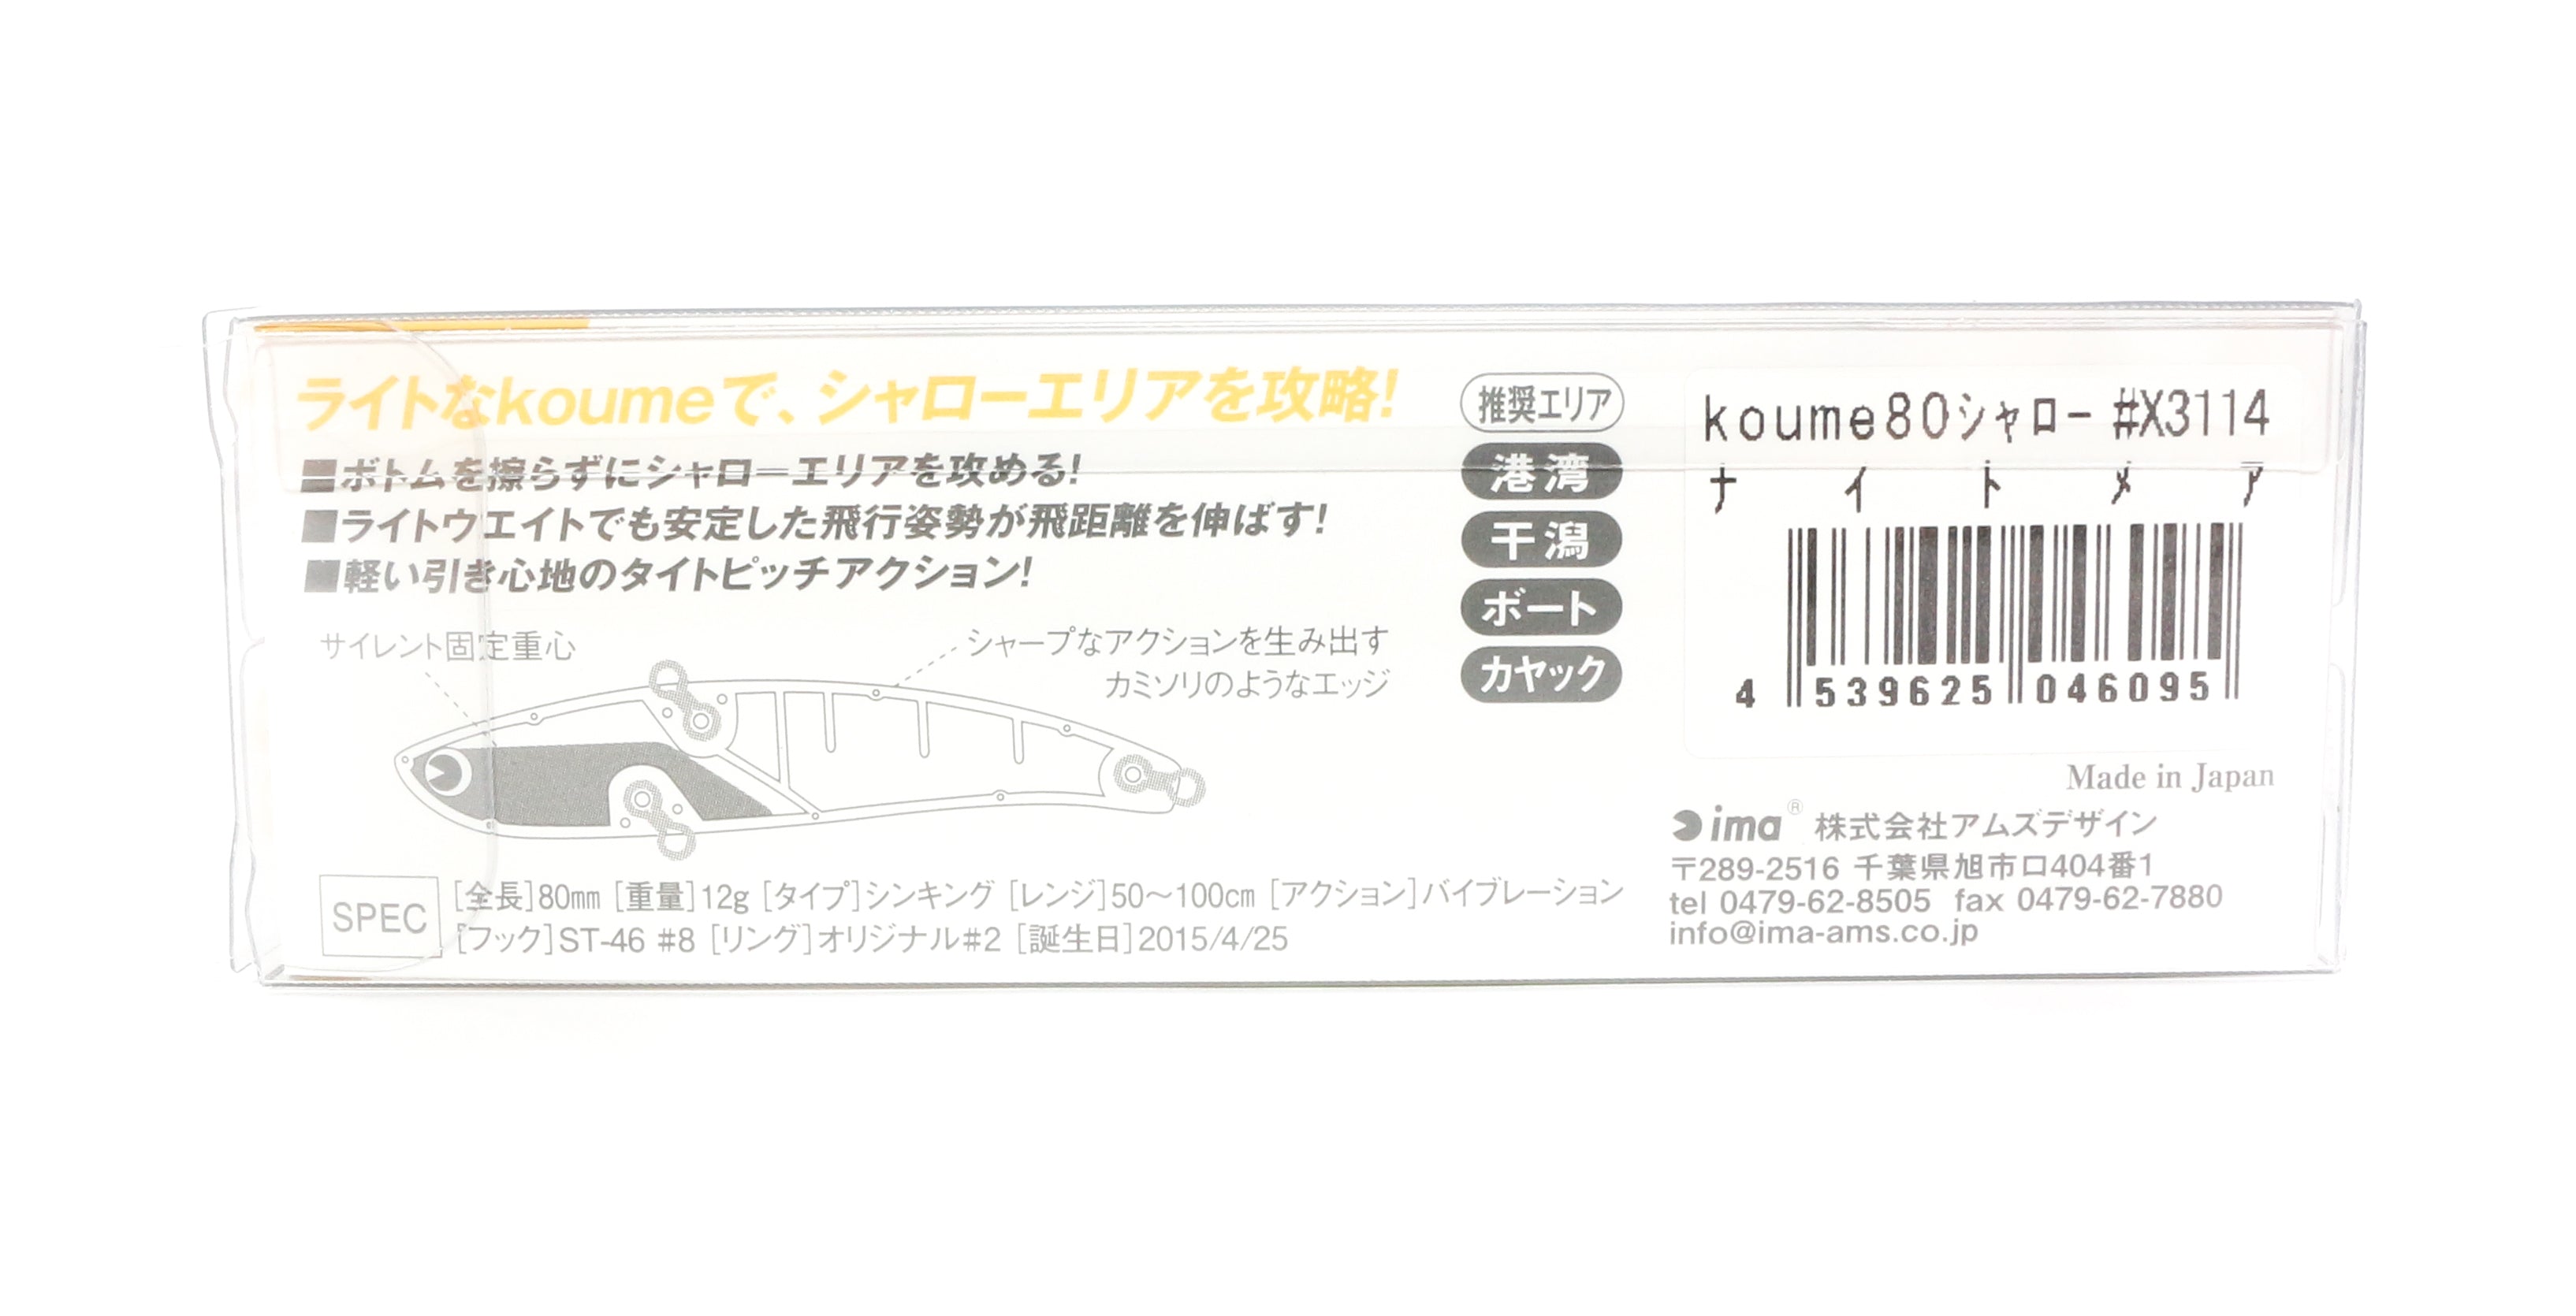 ライトなkoumeで、シャローエリアを攻略!
■ボトムを擦らずにシャローエリアを攻める!
■ライトウエイトでも安定した飛行姿勢が飛距離を伸ばす!
■軽い引き心地のタイトピッチアクション!
サイレント固定重心
シャープなアクションを生み出す
カミソリのようなエッジ
SPEC
[全長]80㎜ [重量]12g [タイプ]シンキング [レンジ]50〜100㎝ [アクション]バイブレーション
[フック]ST-46 #8 [リング]オリジナル#2 [誕生日]2015/4/25
推奨エリア
港湾
干潟
ボート
カヤック
koume80シャロー #X3114
ナイトメア
4 539625 046095
Made in Japan
ima® 株式会社アムズデザイン
〒289-2516 千葉県旭市ロ404番1
tel 0479-62-8505 fax 0479-62-7880
info@ima-ams.co.jp